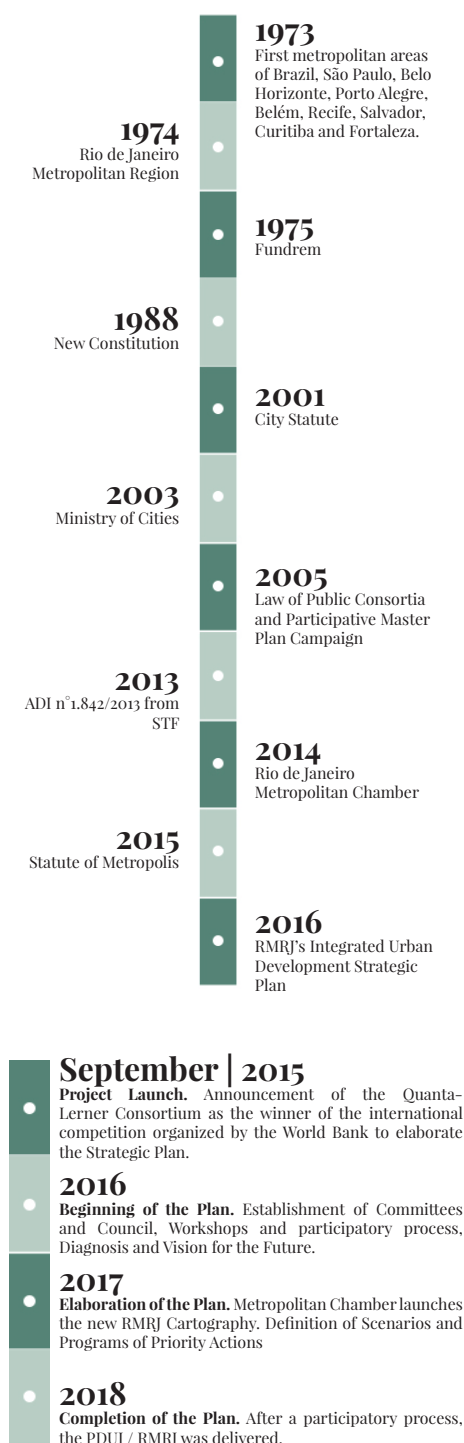 1973
First metropolitan areas
of Brazil, São Paulo, Belo
Horizonte, Porto Alegre,
Belém, Recife, Salvador,
Curitiba and Fortaleza.
1974
Rio de Janeiro
Metropolitan Region
1975
Fundrem
1988
New Constitution
2001
City Statute
2003
Ministry of Cities
2005
Law of Public Consortia
and Participative Master
Plan Campaign
2013
ADI n°1.842/2013 from
STF
2014
Rio de Janeiro
Metropolitan Chamber
2015
Statute of Metropolis
2016
RMRJ's Integrated Urban
Development Strategic
Plan
September | 2015
Project Launch. Announcement of the Quanta-
Lerner Consortium as the winner of the international
competition organized by the World Bank to elaborate
the Strategic Plan.
2016
Beginning of the Plan. Establishment of Committees
and Council, Workshops and participatory process,
Diagnosis and Vision for the Future.
2017
Elaboration of the Plan. Metropolitan Chamber launches
the new RMRJ Cartography. Definition of Scenarios and
Programs of Priority Actions
2018
Completion of the Plan. After a participatory process,
the PDUI / RMRJ was delivered.